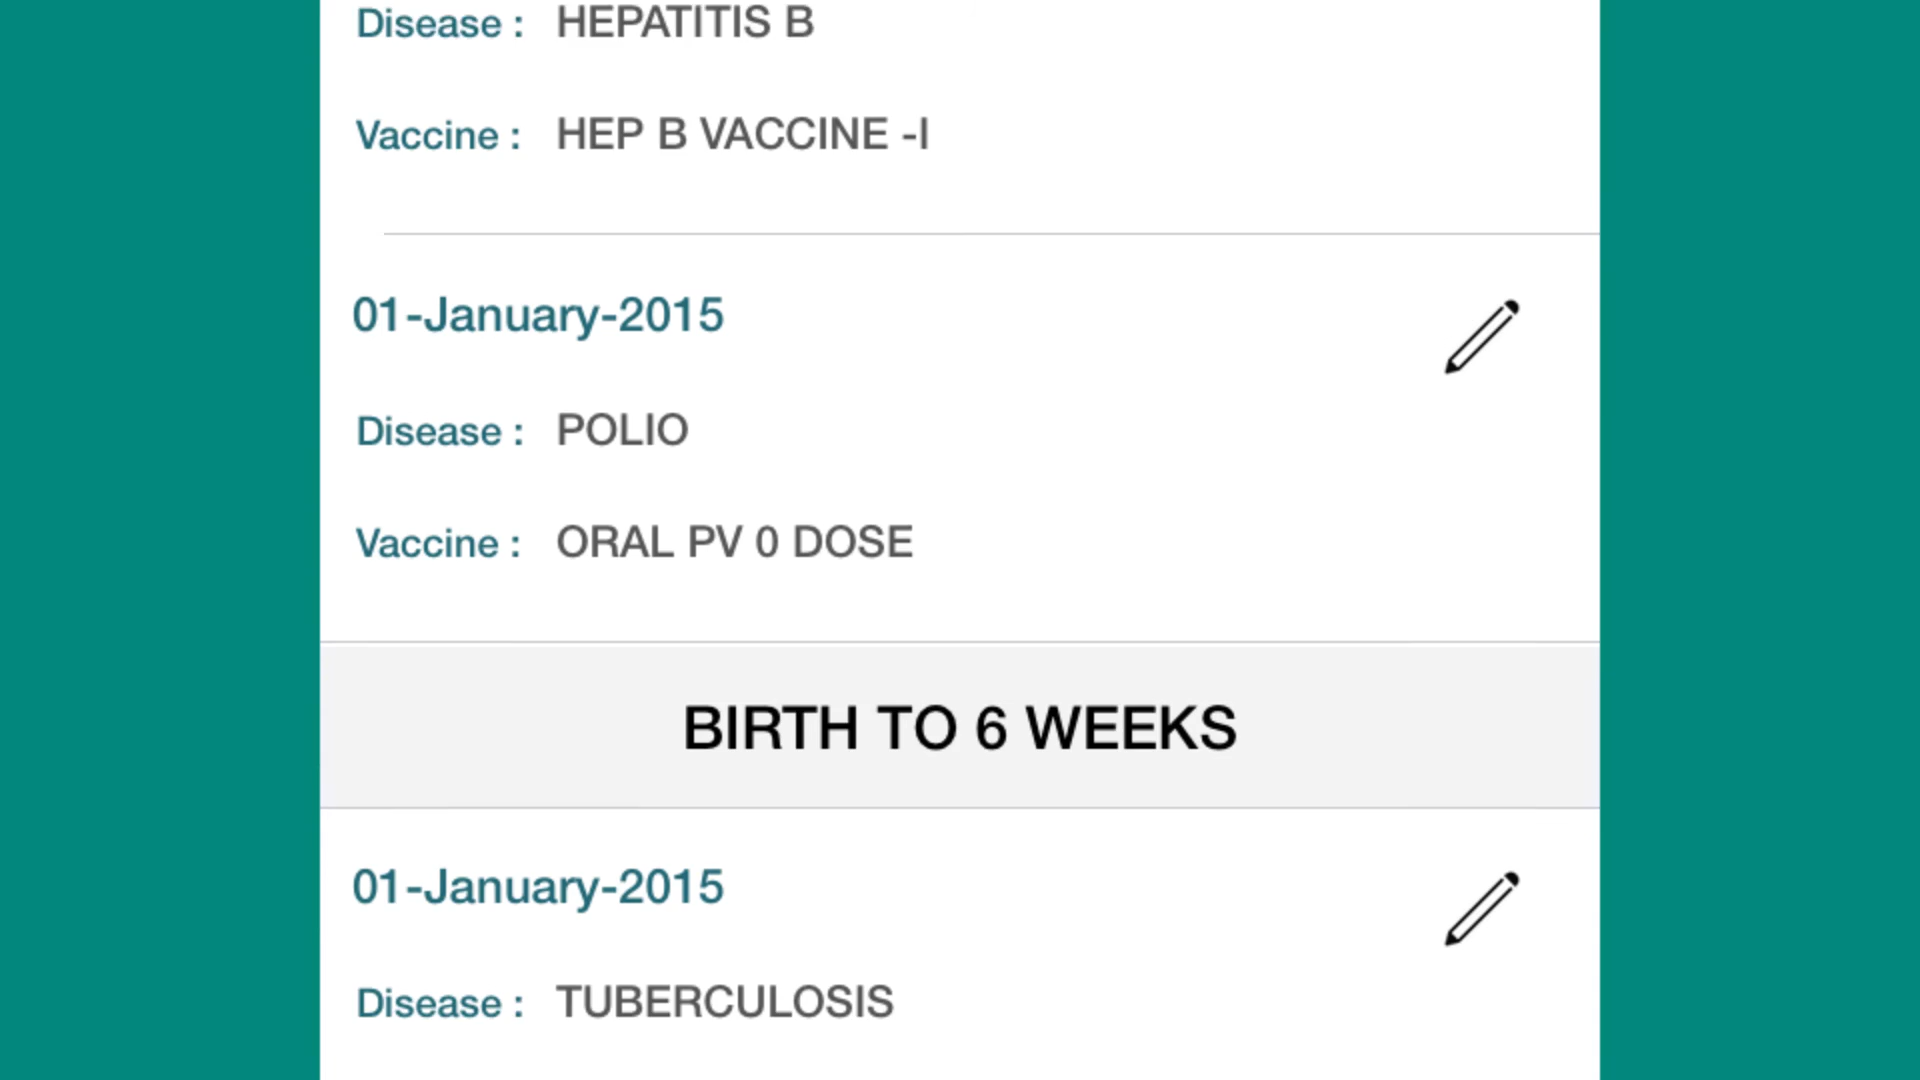 Disease : HEPATITIS B
Vaccine : HEP B VACCINE -I
01-January-2015
Disease : POLIO
Vaccine : ORAL PV 0 DOSE
BIRTH TO 6 WEEKS
01-January-2015
Disease : TUBERCULOSIS